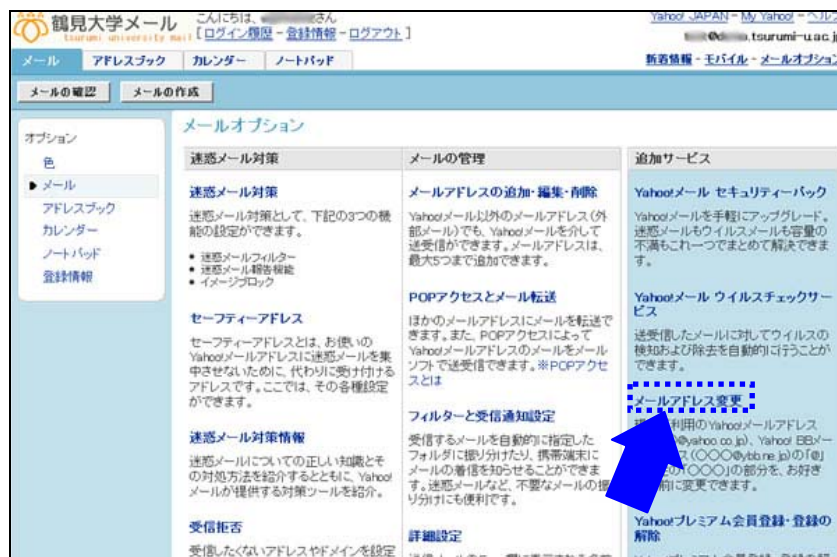 鶴見大学メール
tsurumi university mail
こんにちは、
さん
[ログイン履歴 - 登録情報 - ログアウト]
Yahoo! JAPAN - My Yahoo! - ヘルプ
.tsurumi-u.ac.j
メール アドレスブック カレンダー ノートパッド
新着情報 - モバイル - メールオプション
メールの確認 メールの作成
オプション
色
メール
アドレスブック
カレンダー
ノートパッド
登録情報
メールオプション
迷惑メール対策
迷惑メール対策
迷惑メール対策として、下記の3つの機
能の設定ができます。
• 迷惑メールフィルター
• 迷惑メール報告機能
• イメージブロック
セーフティーアドレス
セーフティーアドレスとは、お使いの
Yahoo!メールアドレスに迷惑メールを集
中させないために、代わりに受け付ける
アドレスです。ここでは、その各種設定
ができます。
迷惑メール対策情報
迷惑メールについての正しい知識とそ
の対処方法を紹介するとともに、Yahoo!
メールが提供する対策ツールを紹介。
受信拒否
受信したくないアドレスやドメインを設定
メールの管理
メールアドレスの追加・編集・削除
Yahoo!メール以外のメールアドレス(外
部メール)でも、Yahoo!メールを介して
送受信ができます。メールアドレスは、
最大5つまで追加できます。
POPアクセスとメール転送
ほかのメールアドレスにメールを転送で
きます。また、POPアクセスによって
Yahoo!メールアドレスのメールをメール
ソフトで送受信できます。※POPアクセ
スとは
フィルターと受信通知設定
受信するメールを自動的に指定した
フォルダに振り分けたり、携帯端末に
メールの着信を知らせることができま
す。迷惑メールなど、不要なメールの振
り分けにも便利です。
詳細設定
追加サービス
Yahoo!メール セキュリティーパック
Yahoo!メールを手軽にアップグレード。
迷惑メールもウイルスメールも容量の
不満もこれ一つでまとめて解決できま
す。
Yahoo!メール ウイルスチェックサー
ビス
送受信したメールに対してウイルスの
検知および除去を自動的に行うことが
できます。
メールアドレス変更
利用のYahoo!メールアドレス
@yahoo.co.jp)、Yahoo! BBメー
ス(○○○@ybb.ne.jp)の「@」
の「○○○」の部分を、お好き
前に変更できます。
Yahoo!プレミアム会員登録・登録の
解除